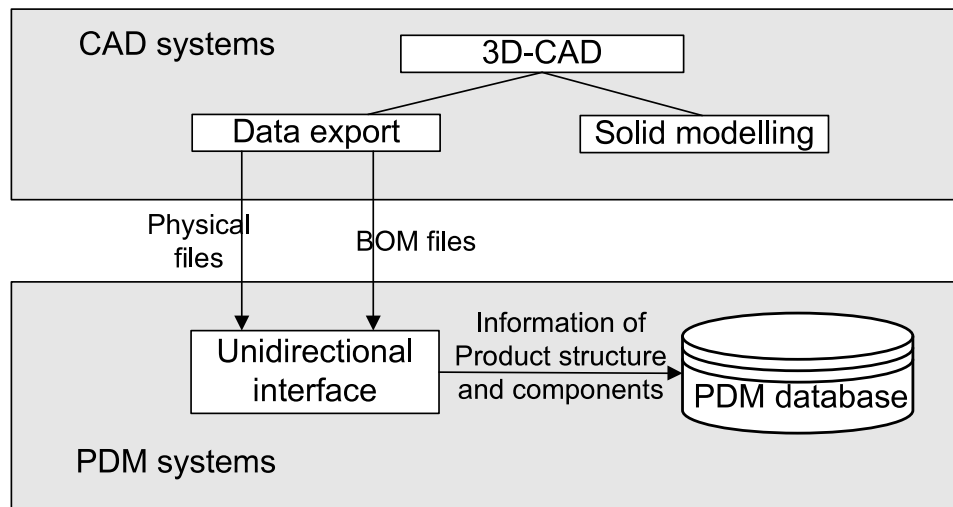 CAD systems
3D-CAD
Data export
Solid modelling
Physical
files
BOM files
Unidirectional
interface
Information of
Product structure
and components
PDM database
PDM systems